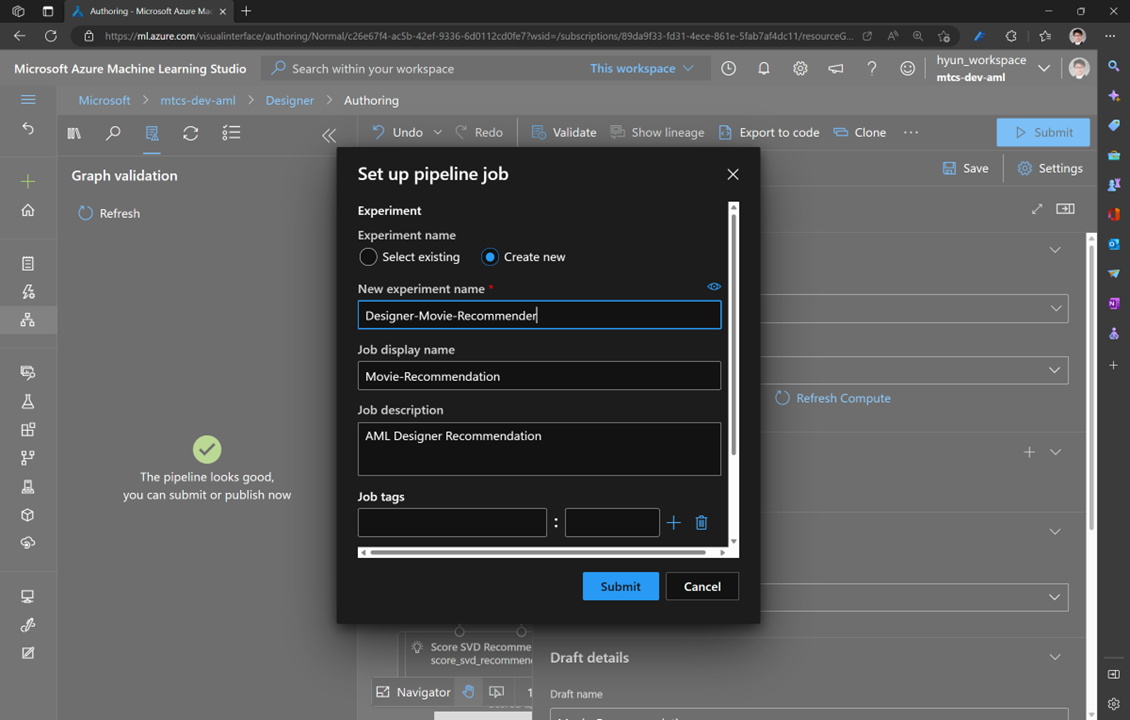 Authoring - Microsoft Azure Mac
https://ml.azure.com/visualinterface/authoring/Normal/c26e67f4-ac5b-42ef-9336-6d0112cd0fe7?wsid=/subscriptions/89da9f33-fd31-4ece-861e-5fab7af4dc11/resourceG...
Microsoft Azure Machine Learning Studio
Search within your workspace
This workspace
hyun_workspace
mtcs-dev-aml
Microsoft > mtcs-dev-aml > Designer > Authoring
Undo
Redo
Validate
Show lineage
Export to code
Clone
Submit
Graph validation
Refresh
Save
Settings
The pipeline looks good,
you can submit or publish now
Set up pipeline job
Experiment
Experiment name
Select existing
Create new
New experiment name *
Designer-Movie-Recommender
Job display name
Movie-Recommendation
Job description
AML Designer Recommendation
Job tags
:
Submit
Cancel
Refresh Compute
Score SVD Recomme
score_svd_recommen
Navigator
Draft details
Draft name